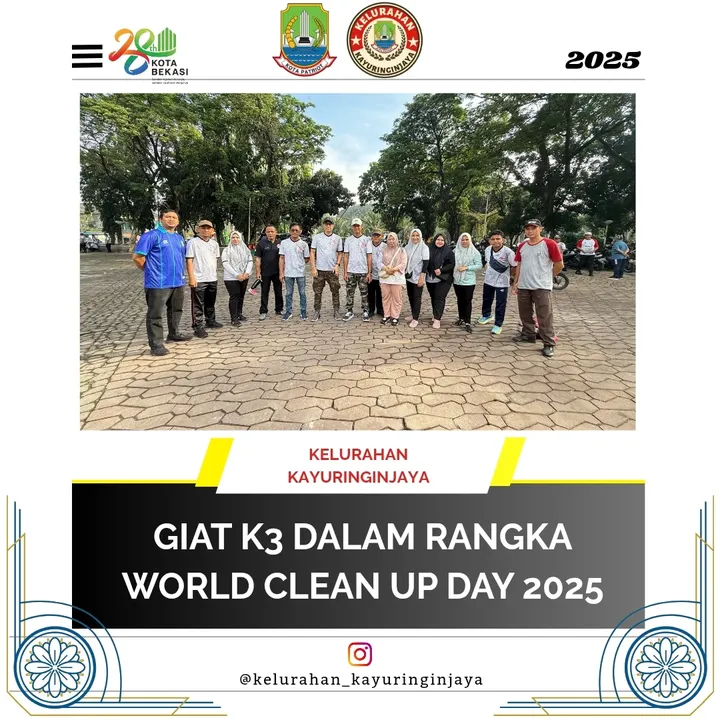 28th
KOTA
BEKASI
KOTA PATRIOT
KELURAHAN
KAYURINGINJAYA
2025
KELURAHAN
KAYURINGINJAYA
GIAT K3 DALAM RANGKA
WORLD CLEAN UP DAY 2025
@kelurahan_kayuringinjaya